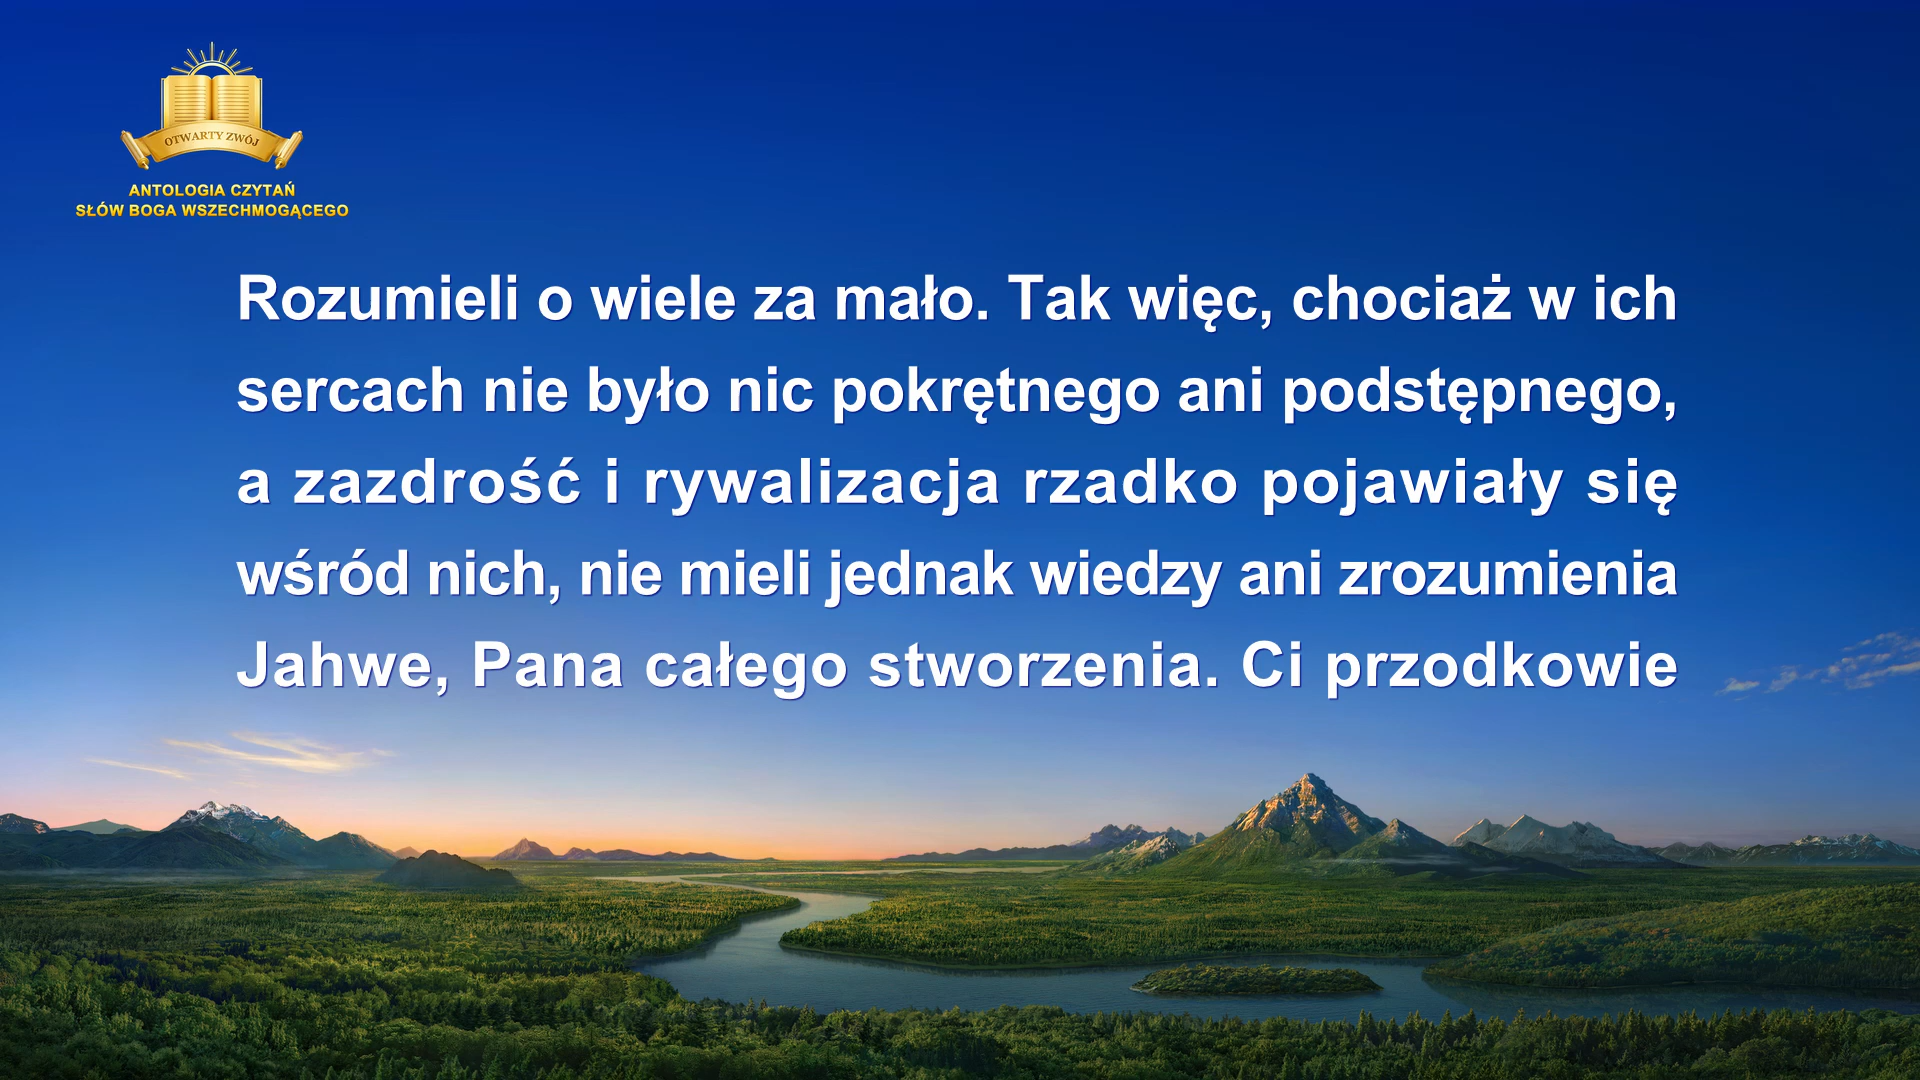 OTWARTY ZWÓJ
ANTOLOGIA CZYTAŃ
SŁÓW BOGA WSZECHMOGĄCEGO
Rozumieli o wiele za mało. Tak więc, chociaż w ich
sercach nie było nic pokrętnego ani podstępnego,
a zazdrość i rywalizacja rzadko pojawiały się
wśród nich, nie mieli jednak wiedzy ani zrozumienia
Jahwe, Pana całego stworzenia. Ci przodkowie